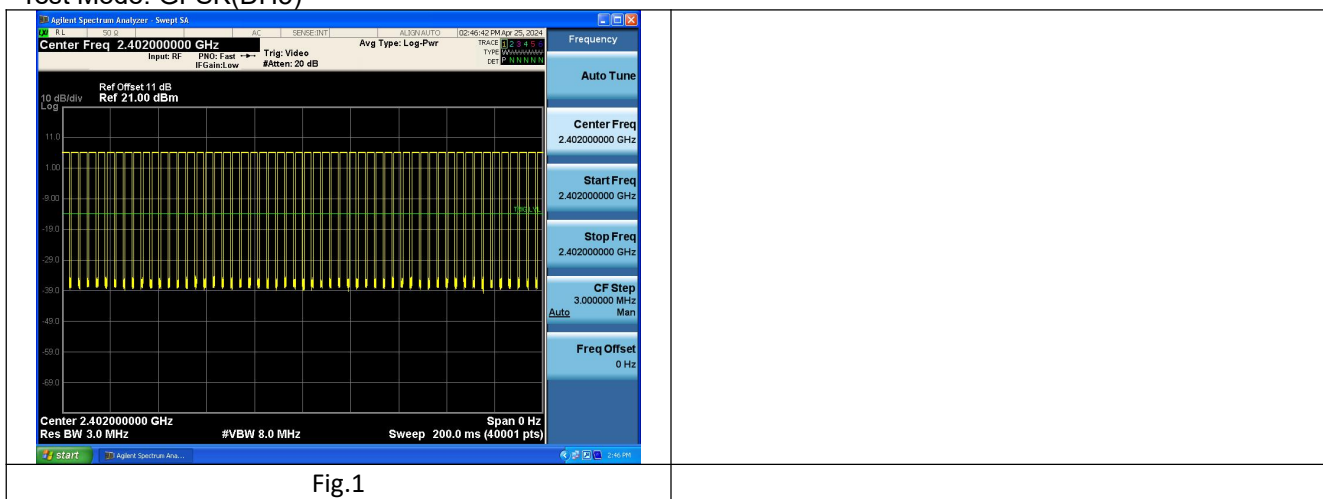 Test Mode: GFSK(DH5)
Agilent Spectrum Analyzer - Swept SA
RL 50 Ω AC SENSE:INT ALIGN AUTO 02:46:42 PM Apr 25, 2024
Center Freq 2.402000000 GHz
Input: RF PNO: Fast IFGain:Low
Trig: Video
#Atten: 20 dB
Avg Type: Log-Pwr
TRACE 1 2 3 4 5 6
TYPE
DET P N N N N N
Ref Offset 11 dB
10 dB/div Ref 21.00 dBm
Log
11.0
1.00
-9.00
TRIG LVL
-19.0
-29.0
-39.0
-49.0
-59.0
-69.0
Center 2.402000000 GHz Span 0 Hz
Res BW 3.0 MHz #VBW 8.0 MHz Sweep 200.0 ms (40001 pts)
Frequency
Auto Tune
Center Freq
2.402000000 GHz
Start Freq
2.402000000 GHz
Stop Freq
2.402000000 GHz
CF Step
3.000000 MHz
Auto Man
Freq Offset
0 Hz
start Agilent Spectrum Ana... 2:46 PM
Fig.1